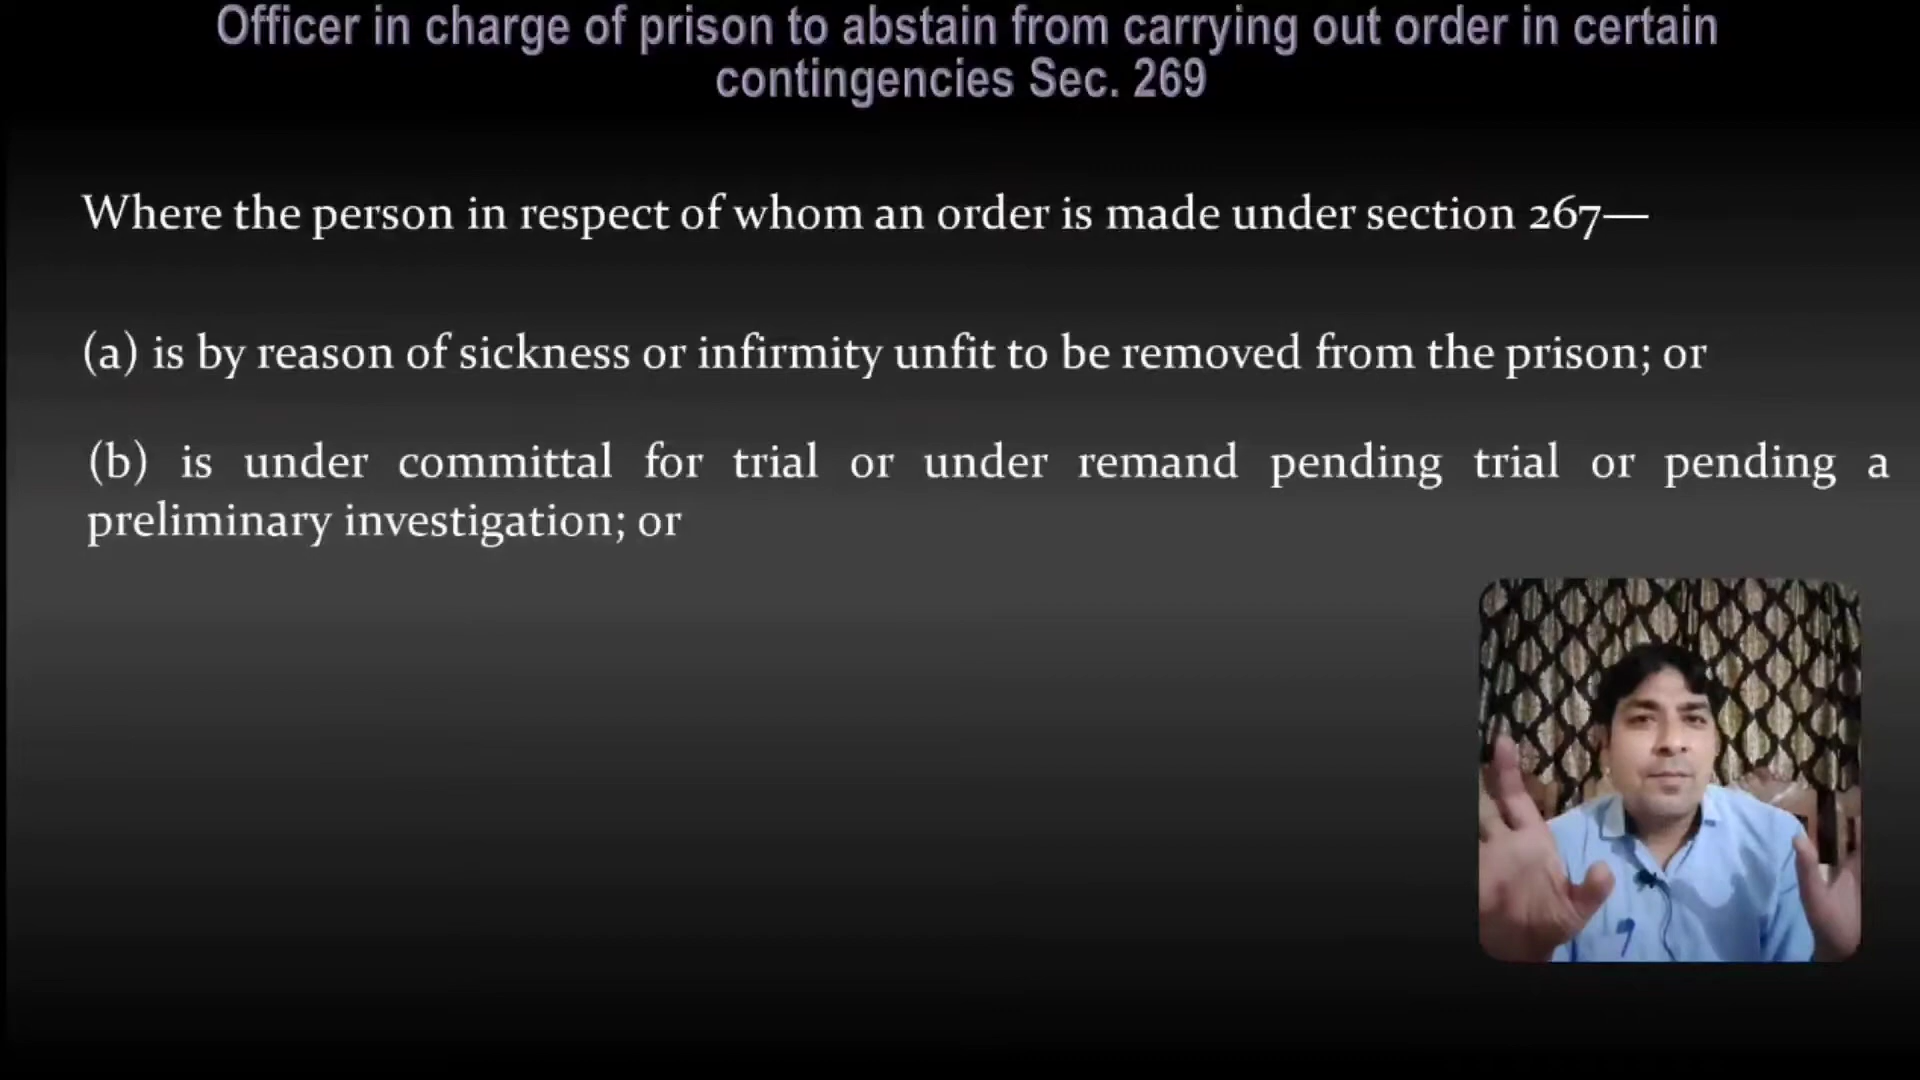 Officer in charge of prison to abstain from carrying out order in certain
contingencies Sec. 269
Where the person in respect of whom an order is made under section 267—
(a) is by reason of sickness or infirmity unfit to be removed from the prison; or
(b) is under committal for trial or under remand pending trial or pending a
preliminary investigation; or